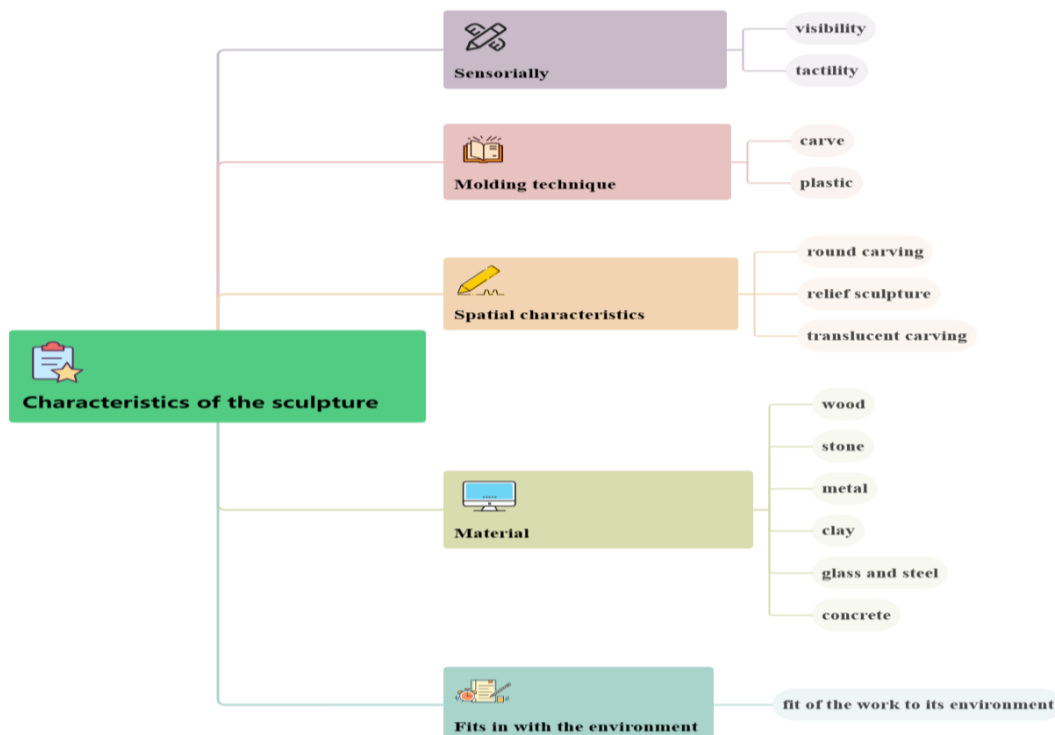 Sensorially
visibility
tactility
Molding technique
carve
plastic
Spatial characteristics
round carving
relief sculpture
translucent carving
Characteristics of the sculpture
Material
wood
stone
metal
clay
glass and steel
concrete
Fits in with the environment
fit of the work to its environment